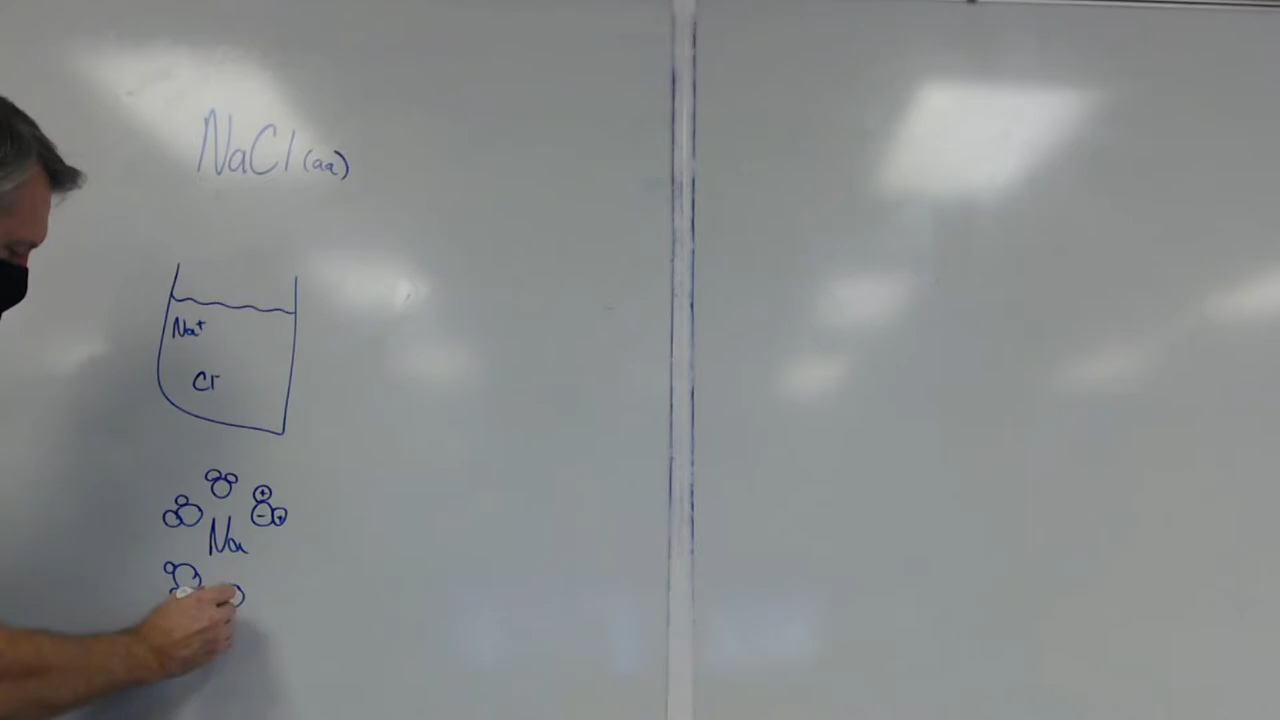 NaCl (aq)
Na⁺
Cl⁻
+
- +
Na